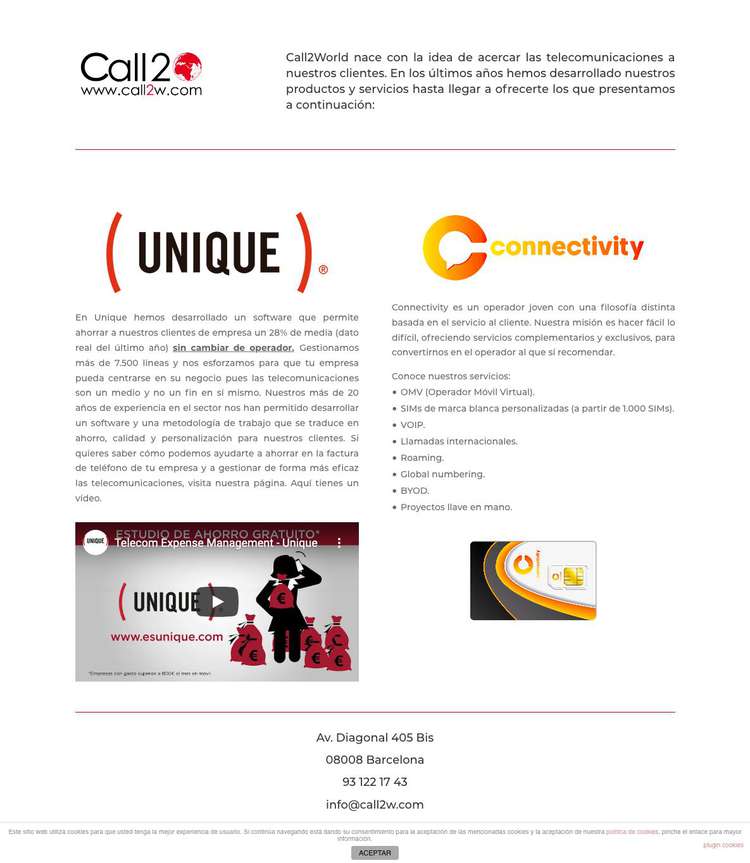 Call2
www.call2w.com
Call2World nace con la idea de acercar las telecomunicaciones a
nuestros clientes. En los últimos años hemos desarrollado nuestros
productos y servicios hasta llegar a ofrecerte los que presentamos
a continuación:
(UNIQUE)®
En Unique hemos desarrollado un software que permite
ahorrar a nuestros clientes de empresa un 28% de media (dato
real del último año) sin cambiar de operador. Gestionamos
más de 7.500 líneas y nos esforzamos para que tu empresa
pueda centrarse en su negocio pues las telecomunicaciones
son un medio y no un fin en sí mismo. Nuestros más de 20
años de experiencia en el sector nos han permitido desarrollar
un software y una metodología de trabajo que se traduce en
ahorro, calidad y personalización para nuestros clientes. Si
quieres saber cómo podemos ayudarte a ahorrar en la factura
de teléfono de tu empresa y a gestionar de forma más eficaz
las telecomunicaciones, visita nuestra página. Aquí tienes un
vídeo.
ESTUDIO DE AHORRO GRATUITO*
UNIQUE
Telecom Expense Management - Unique
(UNIQUE)
www.esunique.com
connectivity
Connectivity es un operador joven con una filosofía distinta
basada en el servicio al cliente. Nuestra misión es hacer fácil lo
difícil, ofreciendo servicios complementarios y exclusivos, para
convertirnos en el operador al que sí recomendar.
Conoce nuestros servicios:
• OMV (Operador Móvil Virtual).
• SIMs de marca blanca personalizadas (a partir de 1.000 SIMs).
• VOIP.
• Llamadas internacionales.
• Roaming.
• Global numbering.
• BYOD.
• Proyectos llave en mano.
connectivity
Av. Diagonal 405 Bis
08008 Barcelona
93 122 17 43
info@call2w.com
Este sitio web utiliza cookies para que usted tenga la mejor experiencia de usuario. Si continúa navegando está dando su consentimiento para la aceptación de las mencionadas cookies y la aceptación de nuestra política de cookies, pinche el enlace para mayor
información.
plugin cookies
ACEPTAR